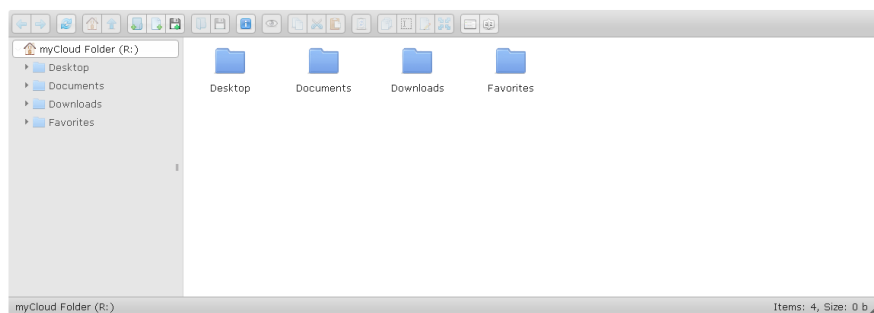 myCloud Folder (R:)
Desktop
Documents
Downloads
Favorites
Desktop Documents Downloads Favorites
myCloud Folder (R:) Items: 4, Size: 0 b